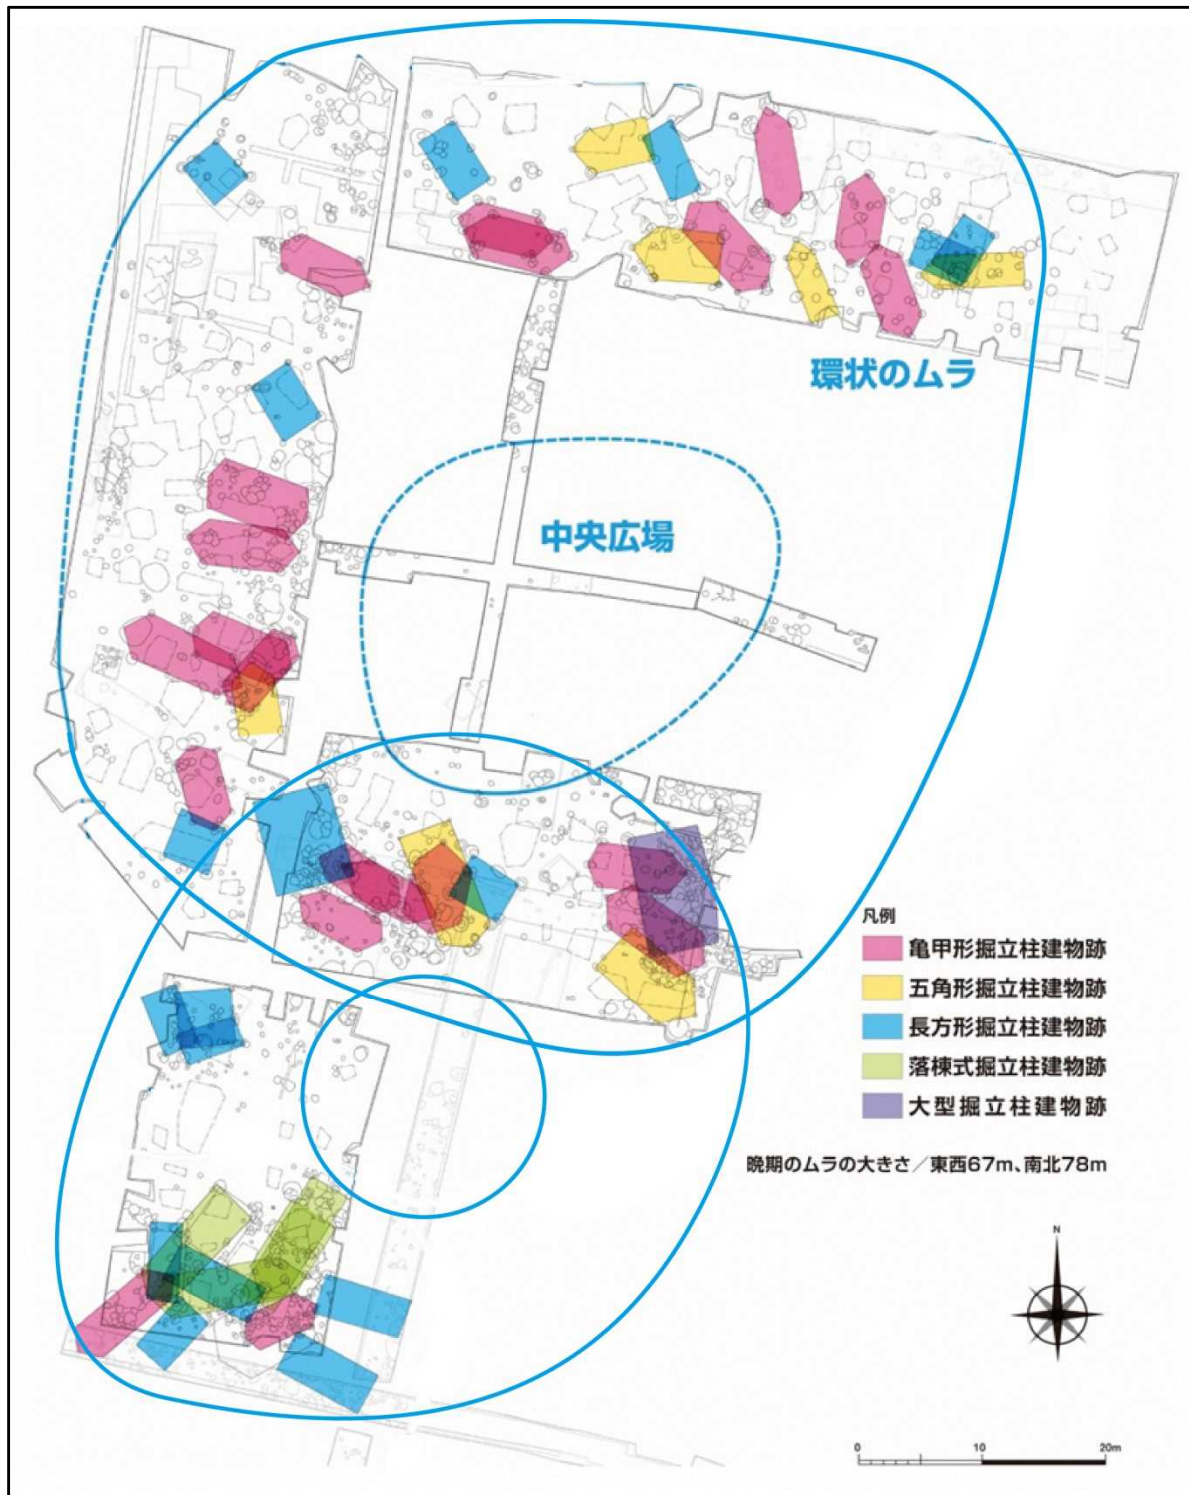 環状のムラ
中央広場
凡例
亀甲形掘立柱建物跡
五角形掘立柱建物跡
長方形掘立柱建物跡
落棟式掘立柱建物跡
大型掘立柱建物跡
晩期のムラの大きさ／東西67m、南北78m
N
0 10 20m